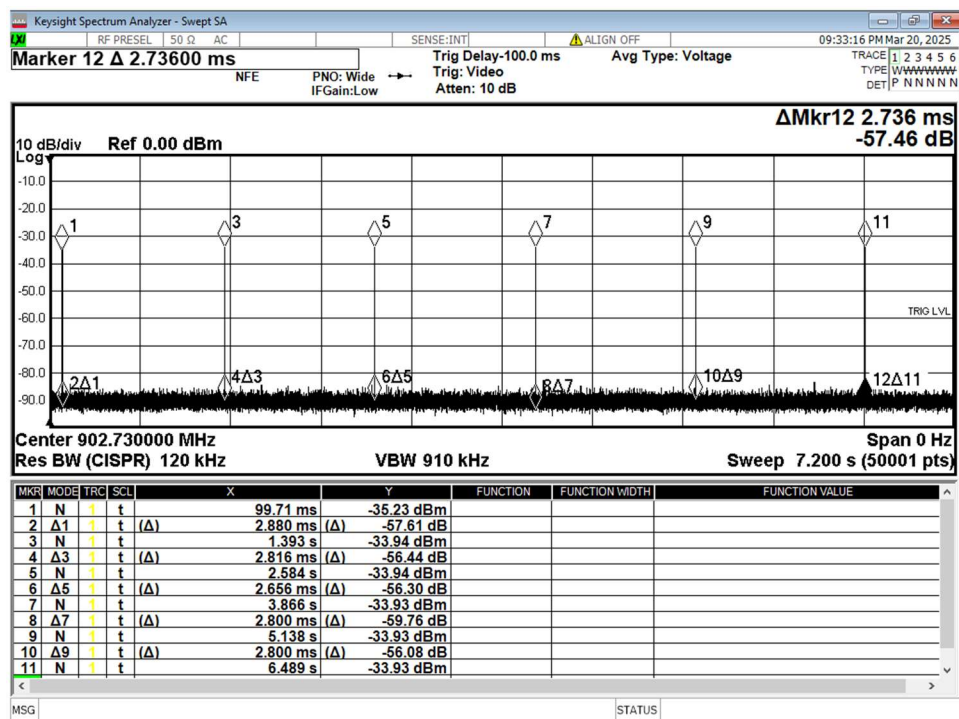 Keysight Spectrum Analyzer - Swept SA
LXI RF PRESEL 50 Ω AC SENSE:INT ALIGN OFF 09:33:16 PM Mar 20, 2025
Marker 12 Δ 2.73600 ms
NFE
PNO: Wide
IFGain:Low
Trig Delay-100.0 ms
Trig: Video
Atten: 10 dB
Avg Type: Voltage
TRACE 1 2 3 4 5 6
TYPE WWWWWW
DET P N N N N N
ΔMkr12 2.736 ms
-57.46 dB
10 dB/div Ref 0.00 dBm
Log
-10.0
-20.0
-30.0
-40.0
-50.0
-60.0
-70.0
-80.0
-90.0
1 3 5 7 9 11
TRIG LVL
2Δ1 4Δ3 6Δ5 8Δ7 10Δ9 12Δ11
Center 902.730000 MHz Span 0 Hz
Res BW (CISPR) 120 kHz VBW 910 kHz Sweep 7.200 s (50001 pts)
MKR MODE TRC SCL X Y FUNCTION FUNCTION WIDTH FUNCTION VALUE
1 N 1 t 99.71 ms -35.23 dBm
2 Δ1 1 t (Δ) 2.880 ms (Δ) -57.61 dB
3 N 1 t 1.393 s -33.94 dBm
4 Δ3 1 t (Δ) 2.816 ms (Δ) -56.44 dB
5 N 1 t 2.584 s -33.94 dBm
6 Δ5 1 t (Δ) 2.656 ms (Δ) -56.30 dB
7 N 1 t 3.866 s -33.93 dBm
8 Δ7 1 t (Δ) 2.800 ms (Δ) -59.76 dB
9 N 1 t 5.138 s -33.93 dBm
10 Δ9 1 t (Δ) 2.800 ms (Δ) -56.08 dB
11 N 1 t 6.489 s -33.93 dBm
MSG STATUS